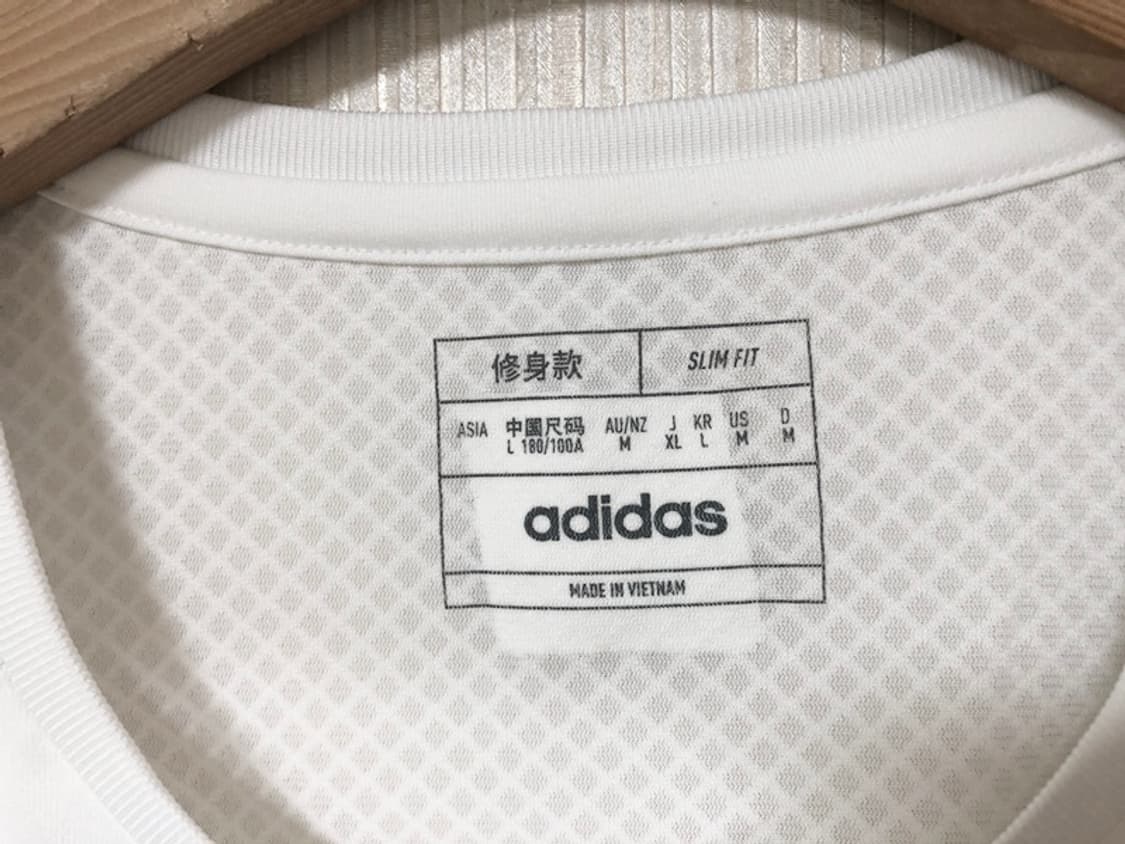 修身款 SLIM FIT
ASIA 中國尺码 AU/NZ J KR US D
L 180/100A M XL L M M
adidas
MADE IN VIETNAM